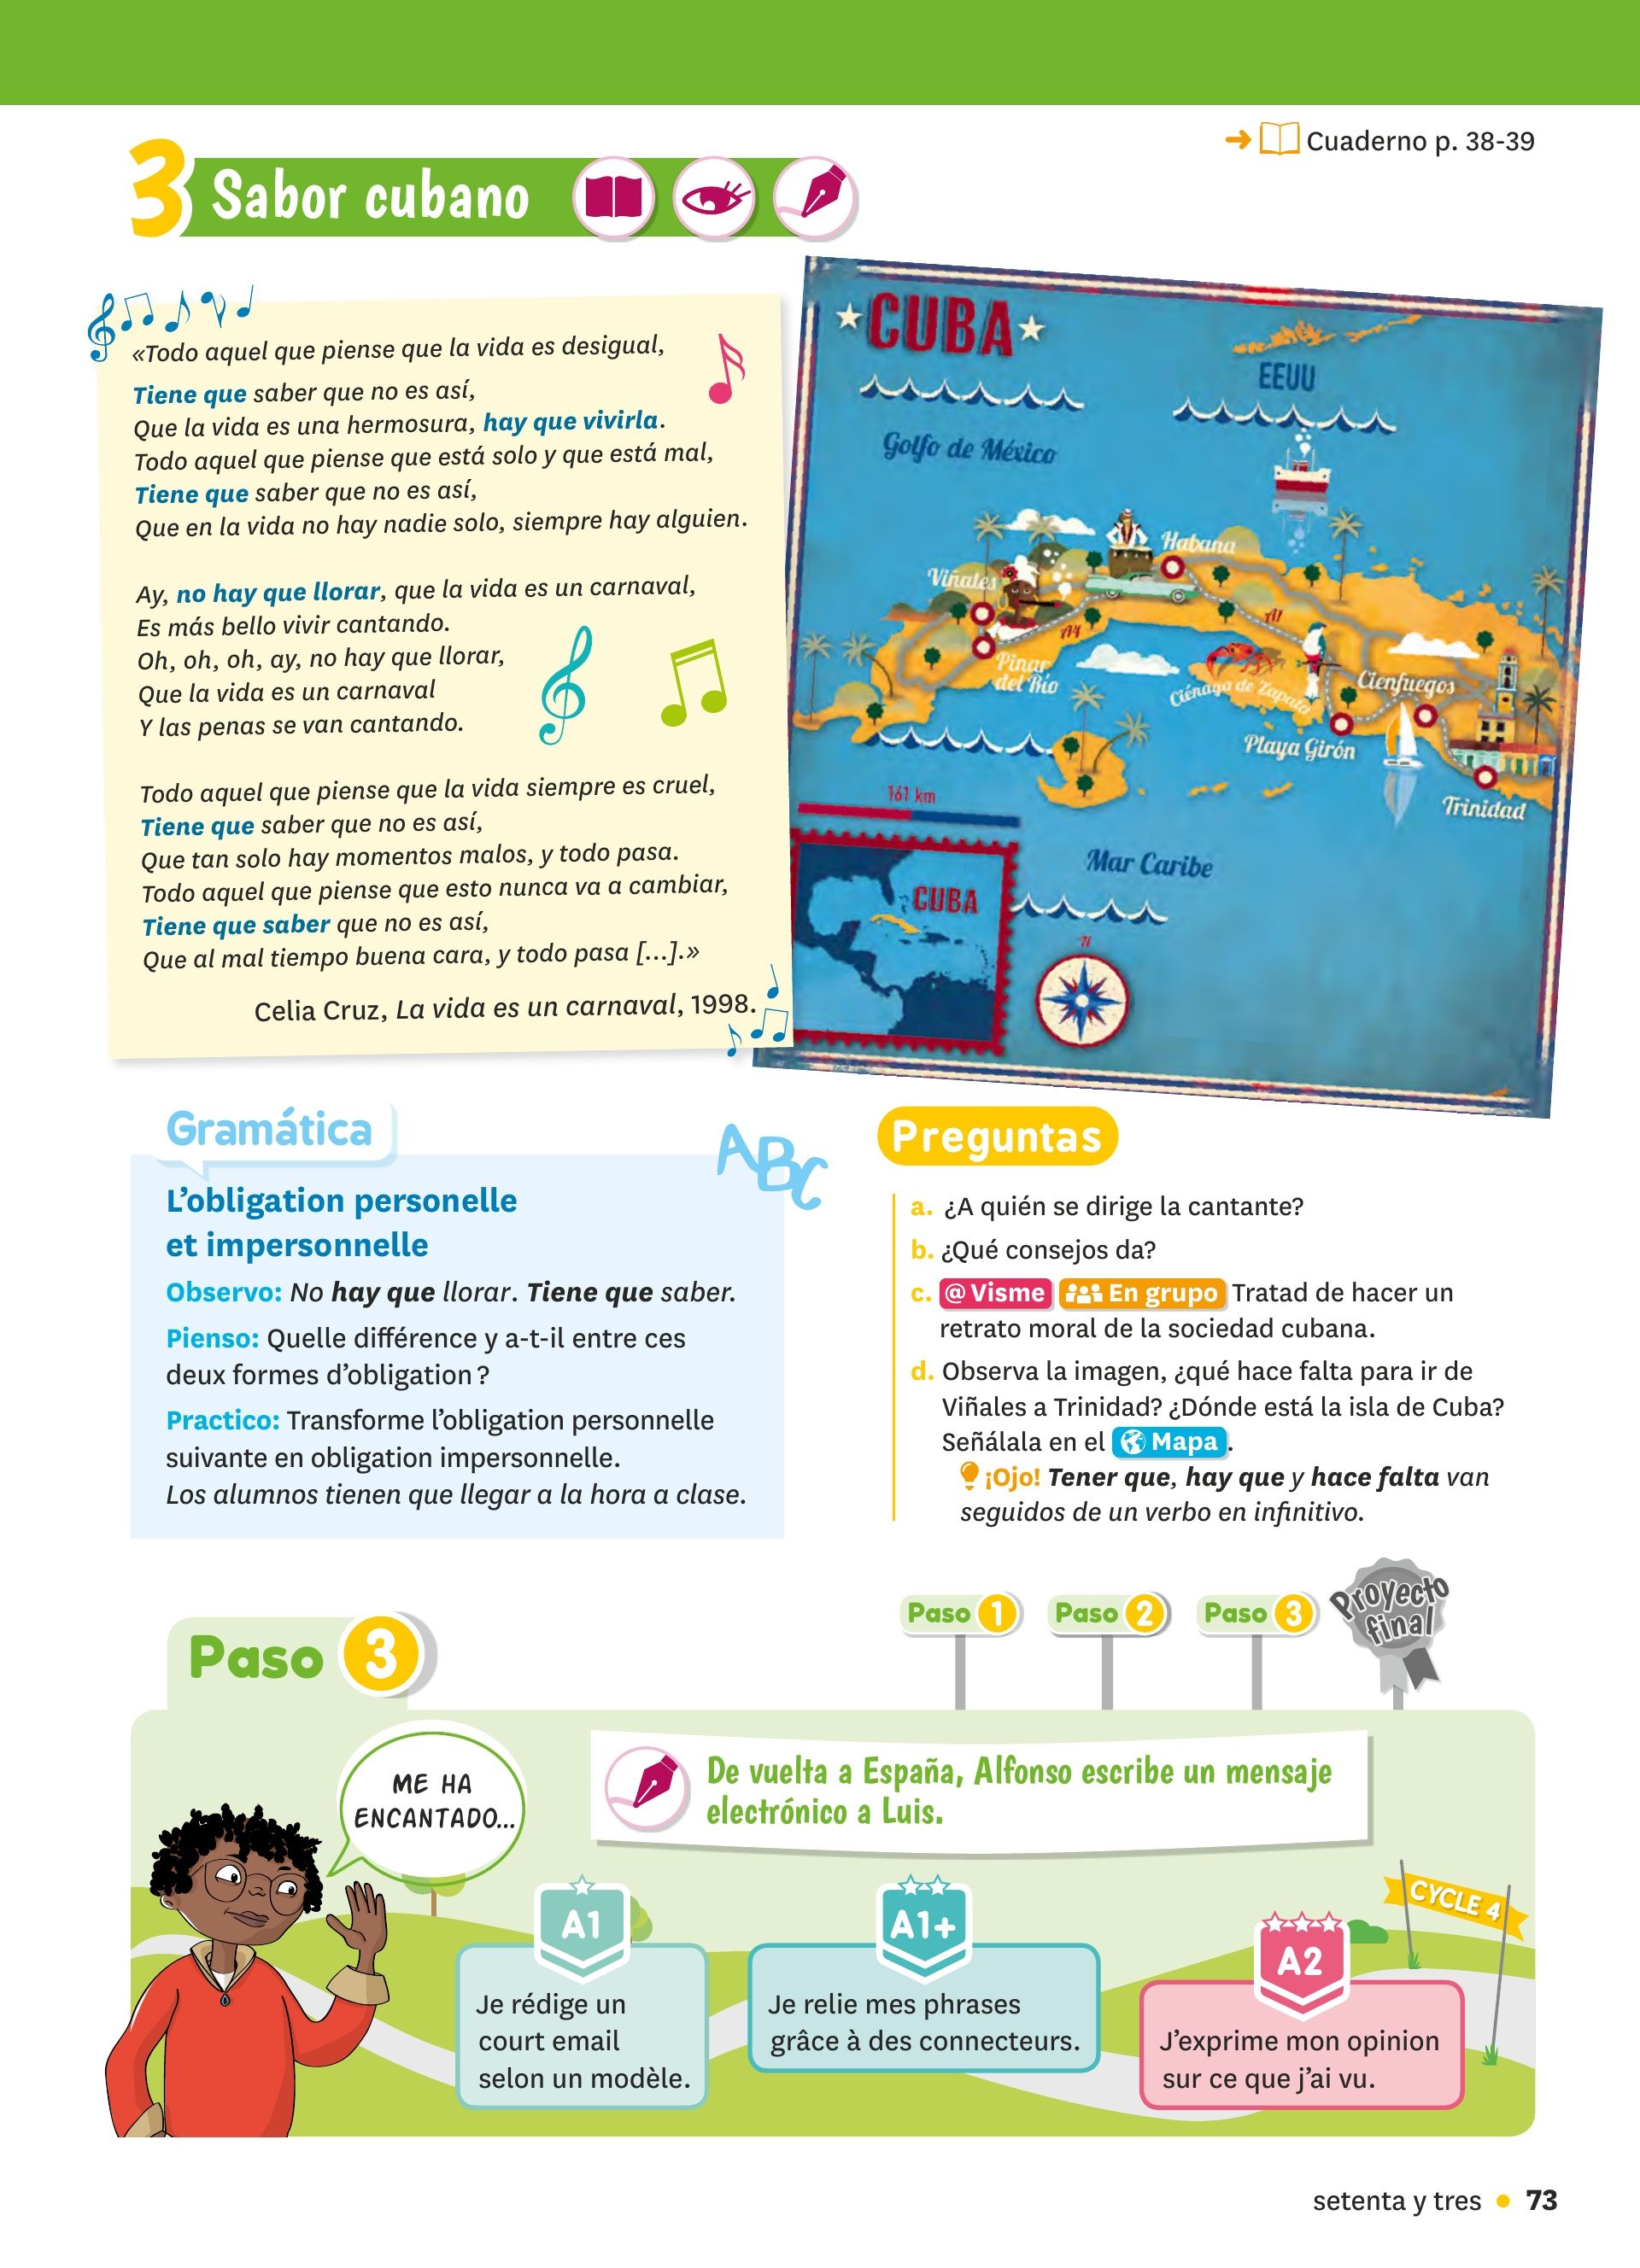 Cuaderno p. 38-39
3 Sabor cubano
«Todo aquel que piense que la vida es desigual,
Tiene que saber que no es así,
Que la vida es una hermosura, hay que vivirla.
Todo aquel que piense que está solo y que está mal,
Tiene que saber que no es así,
Que en la vida no hay nadie solo, siempre hay alguien.
Ay, no hay que llorar, que la vida es un carnaval,
Es más bello vivir cantando.
Oh, oh, oh, ay, no hay que llorar,
Que la vida es un carnaval
Y las penas se van cantando.
Todo aquel que piense que la vida siempre es cruel,
Tiene que saber que no es así,
Que tan solo hay momentos malos, y todo pasa.
Todo aquel que piense que esto nunca va a cambiar,
Tiene que saber que no es así,
Que al mal tiempo buena cara, y todo pasa [...].»
Celia Cruz, La vida es un carnaval, 1998.
CUBA
EEUU
Golfo de México
Habana
Viñales
A4
A1
Pinar
del Río
Ciénaga de Zapata
Cienfuegos
Playa Girón
Trinidad
161 km
Mar Caribe
CUBA
N
Gramática
ABC
L'obligation personelle
et impersonnelle
Observo: No hay que llorar. Tiene que saber.
Pienso: Quelle différence y a-t-il entre ces
deux formes d'obligation ?
Practico: Transforme l'obligation personnelle
suivante en obligation impersonnelle.
Los alumnos tienen que llegar a la hora a clase.
Preguntas
a. ¿A quién se dirige la cantante?
b. ¿Qué consejos da?
c. @ Visme En grupo Tratad de hacer un
retrato moral de la sociedad cubana.
d. Observa la imagen, ¿qué hace falta para ir de
Viñales a Trinidad? ¿Dónde está la isla de Cuba?
Señálala en el Mapa.
¡Ojo! Tener que, hay que y hace falta van
seguidos de un verbo en infinitivo.
Paso 1
Paso 2
Paso 3
Proyecto
final
Paso 3
ME HA
ENCANTADO...
De vuelta a España, Alfonso escribe un mensaje
electrónico a Luis.
CYCLE 4
A1
Je rédige un
court email
selon un modèle.
A1+
Je relie mes phrases
grâce à des connecteurs.
A2
J'exprime mon opinion
sur ce que j'ai vu.
setenta y tres • 73